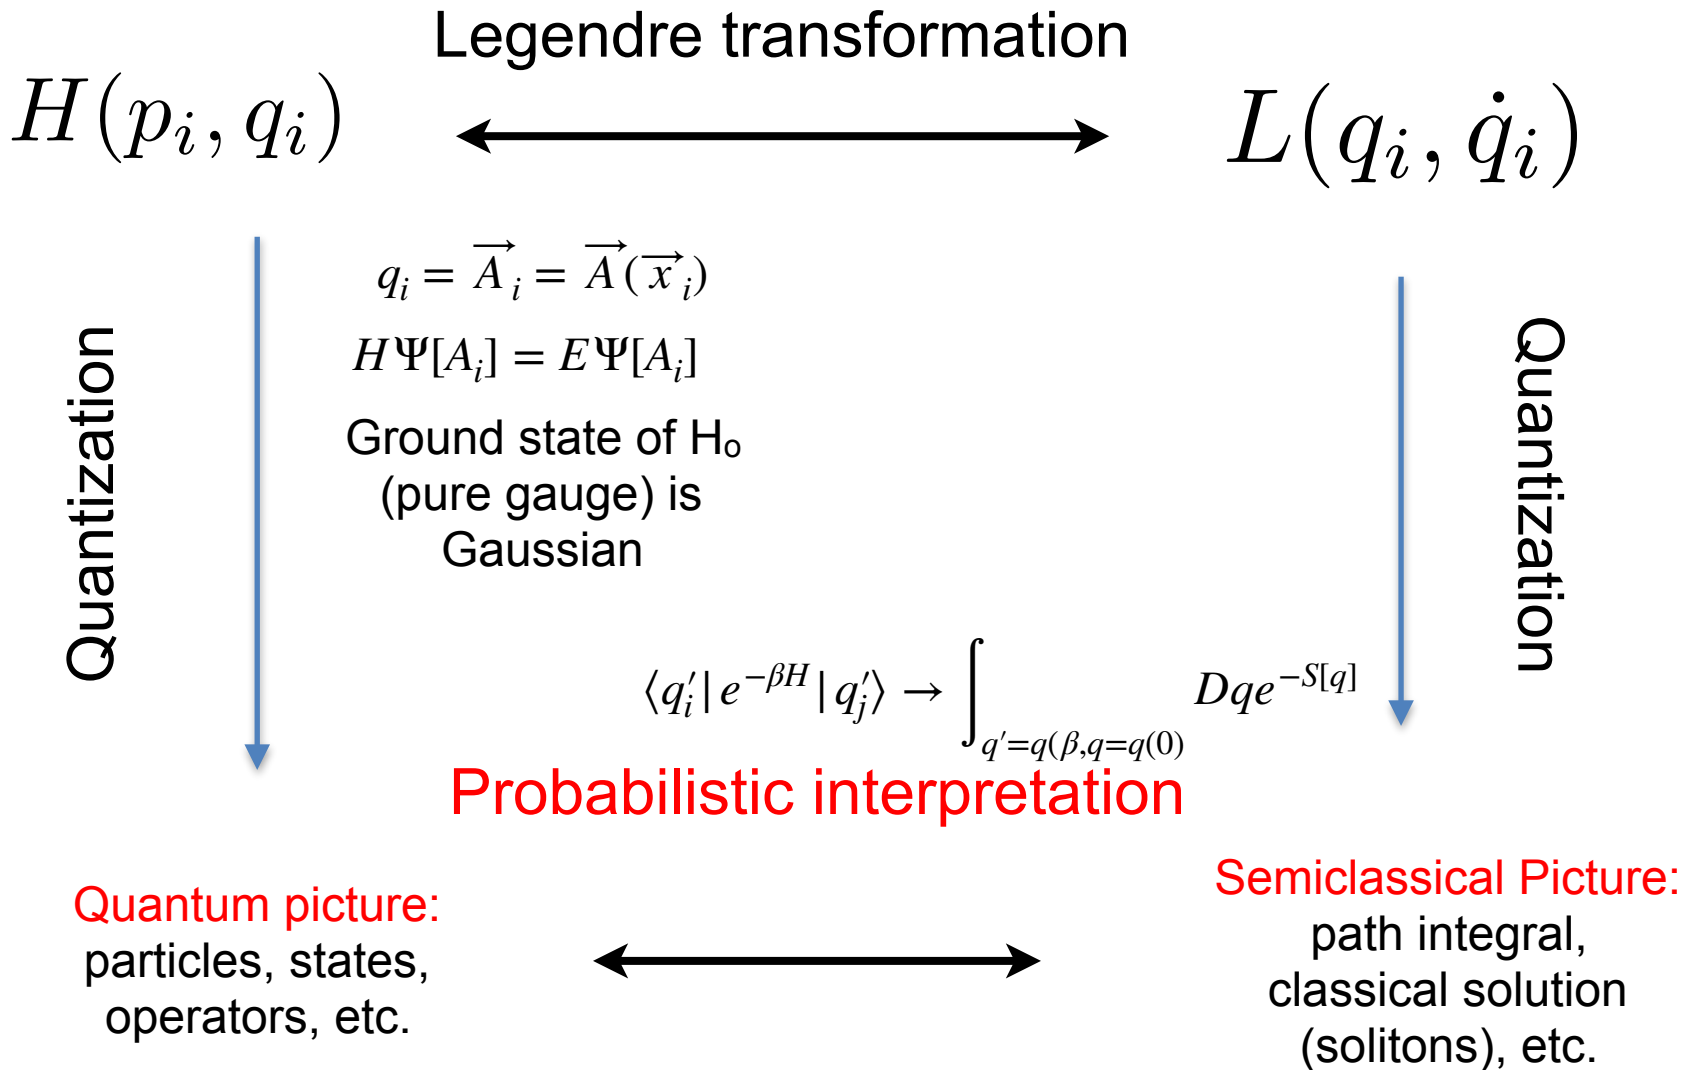 Legendre transformation
H(p_i, q_i)
L(q_i, q̇_i)
q_i = A⃗_i = A⃗(x⃗_i)
HΨ[A_i] = EΨ[A_i]
Quantization
Ground state of H₀
(pure gauge) is
Gaussian
Quantization
⟨q′_i| e^{−βH} |q′_j⟩ → ∫_{q′=q(β,q=q(0)} Dqe^{−S[q]}
Probabilistic interpretation
Quantum picture:
particles, states,
operators, etc.
Semiclassical Picture:
path integral,
classical solution
(solitons), etc.